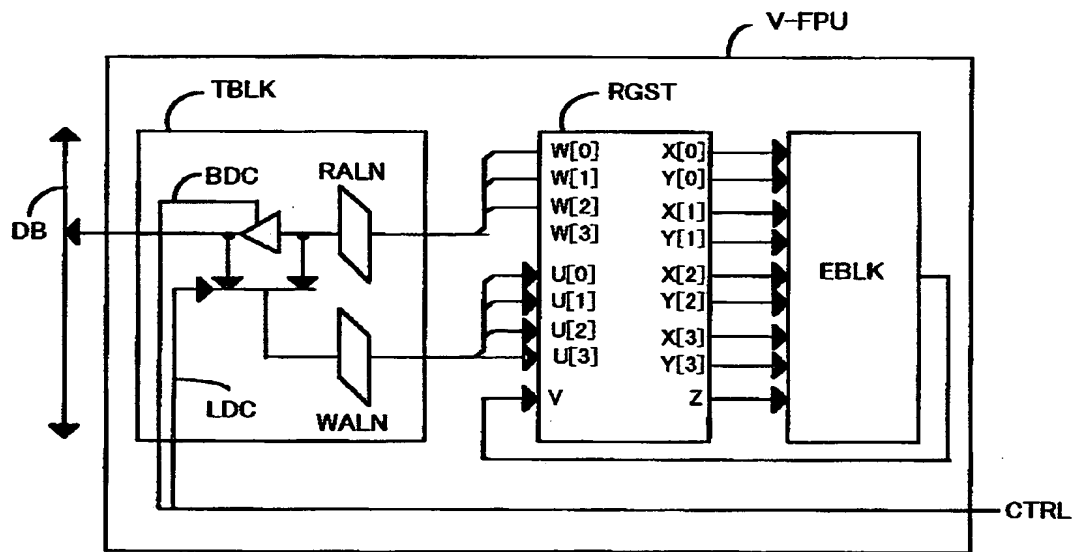 V-FPU
TBLK
RGST
BDC
RALN
DB
W[0]
W[1]
W[2]
W[3]
U[0]
U[1]
U[2]
U[3]
V
X[0]
Y[0]
X[1]
Y[1]
X[2]
Y[2]
X[3]
Y[3]
Z
EBLK
LDC
WALN
CTRL